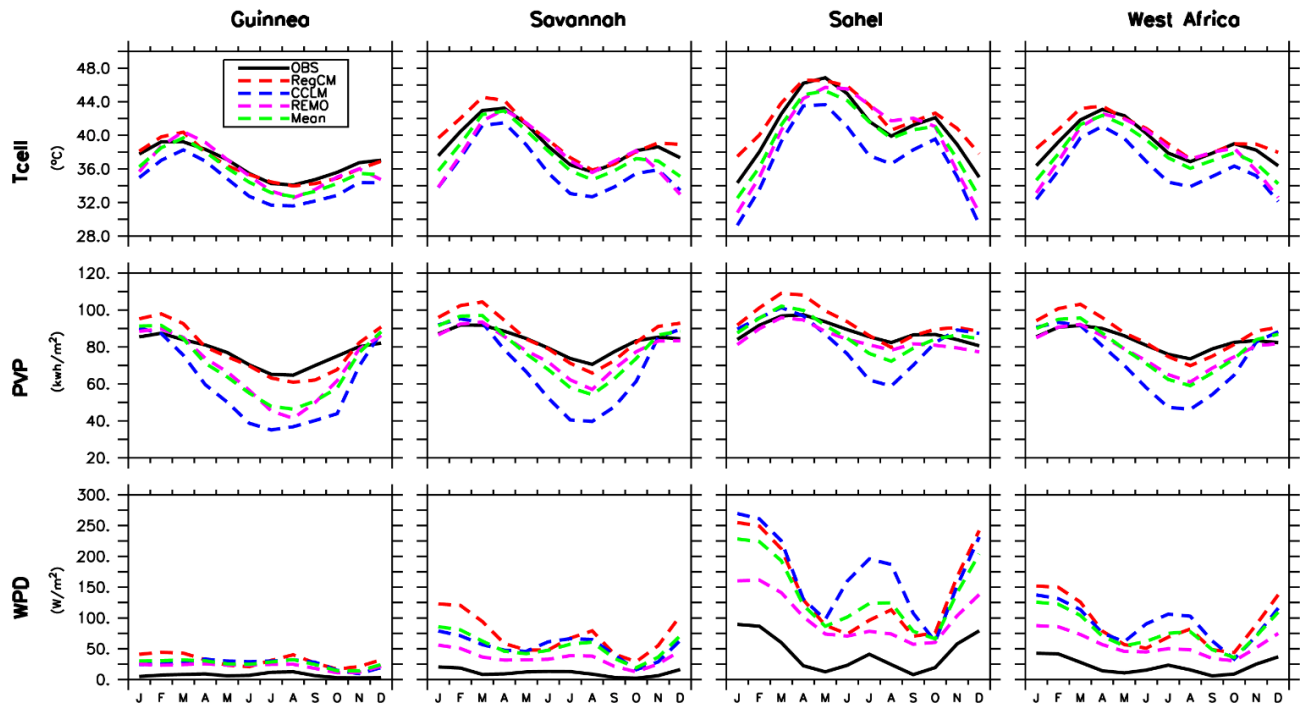 Guinnea Savannah Sahel West Africa
OBS
RegCM
CCLM
REMO
Mean
Tcell
(°C)
48.0
44.0
40.0
36.0
32.0
28.0
PVP
(kwh/m²)
120.
100.
80.
60.
40.
20.
WPD
(W/m²)
300.
250.
200.
150.
100.
50.
0.
J F M A M J J A S O N D J F M A M J J A S O N D J F M A M J J A S O N D J F M A M J J A S O N D